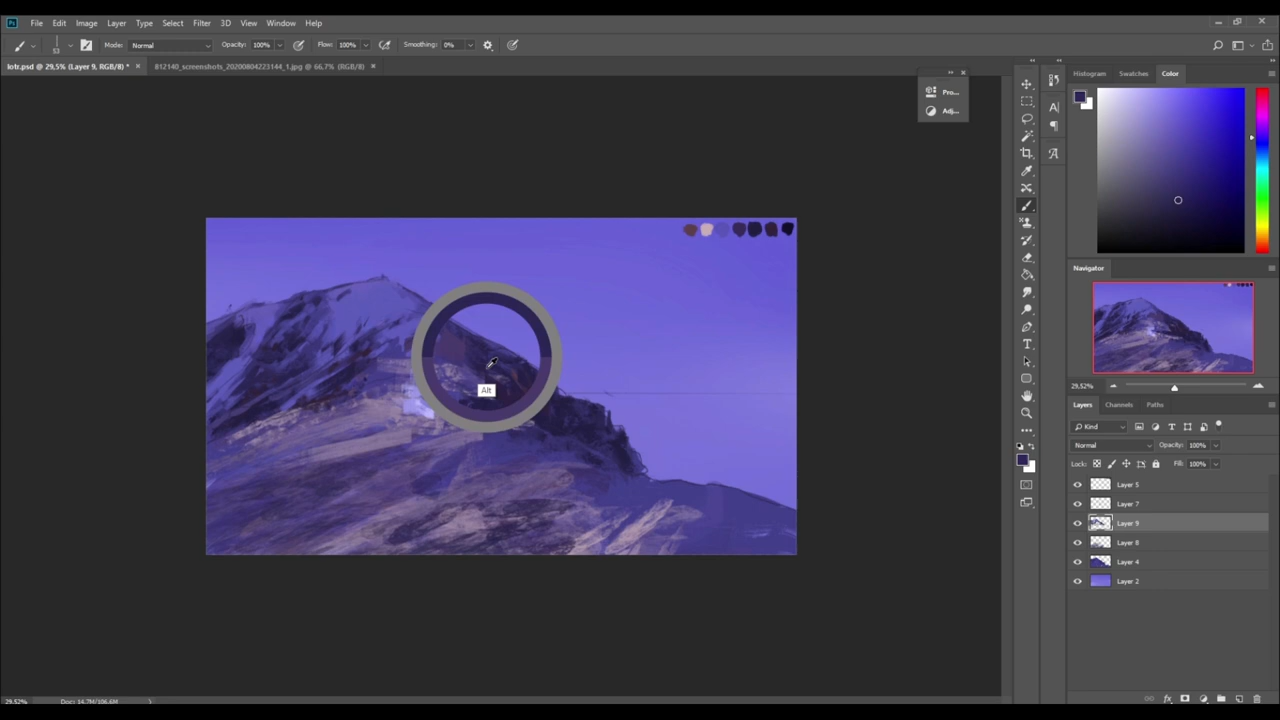 Ps File Edit Image Layer Type Select Filter 3D View Window Help
53 Mode: Normal Opacity: 100% Flow: 100% Smoothing: 0%
lotr.psd @ 29,5% (Layer 9, RGB/8) * × 812140_screenshots_20200804223144_1.jpg @ 66,7% (RGB/8) ×
Histogram Swatches Color
Pro...
Adj...
Navigator
Alt
29.52%
Layers Channels Paths
Kind
Normal Opacity: 100%
Lock: Fill: 100%
Layer 5
Layer 7
Layer 9
Layer 8
Layer 4
Layer 2
29.52% Doc: 14.7M/106.6M